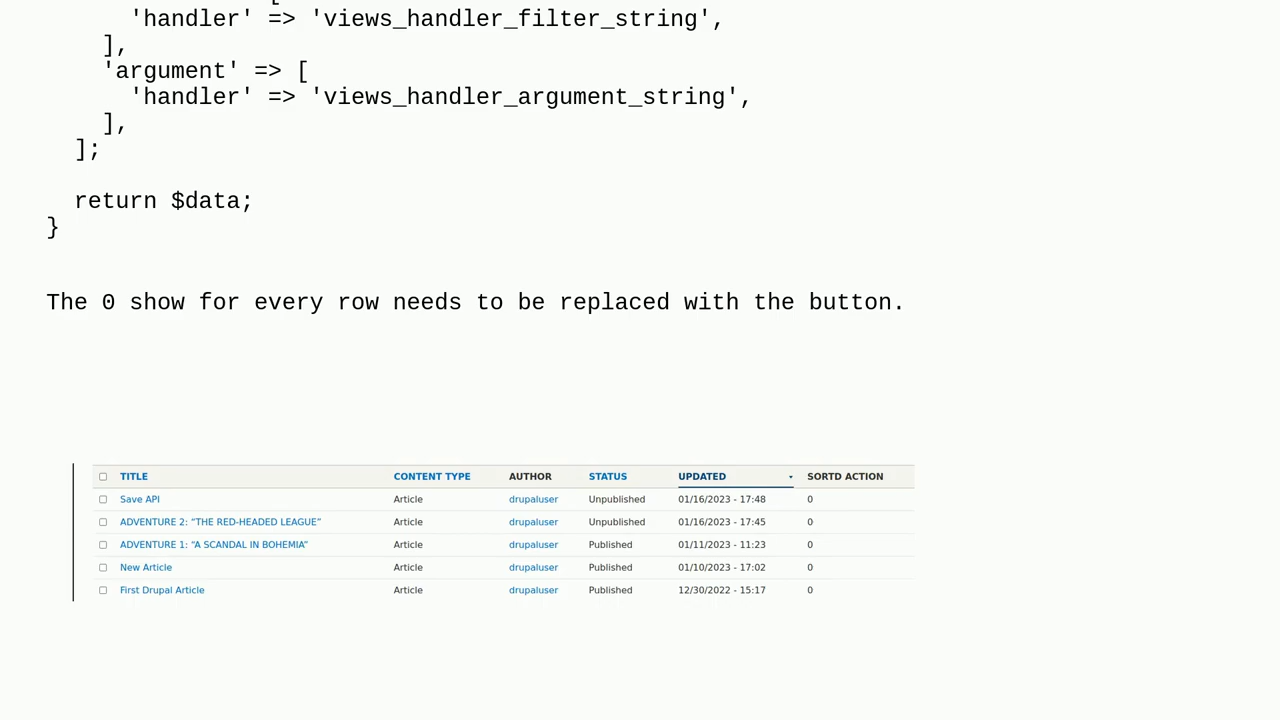 'handler' => 'views_handler_filter_string',
],
'argument' => [
'handler' => 'views_handler_argument_string',
],
];
return $data;
}
The 0 show for every row needs to be replaced with the button.
TITLE CONTENT TYPE AUTHOR STATUS UPDATED SORTD ACTION
Save API Article drupaluser Unpublished 01/16/2023 - 17:48 0
ADVENTURE 2: “THE RED-HEADED LEAGUE” Article drupaluser Unpublished 01/16/2023 - 17:45 0
ADVENTURE 1: “A SCANDAL IN BOHEMIA” Article drupaluser Published 01/11/2023 - 11:23 0
New Article Article drupaluser Published 01/10/2023 - 17:02 0
First Drupal Article Article drupaluser Published 12/30/2022 - 15:17 0